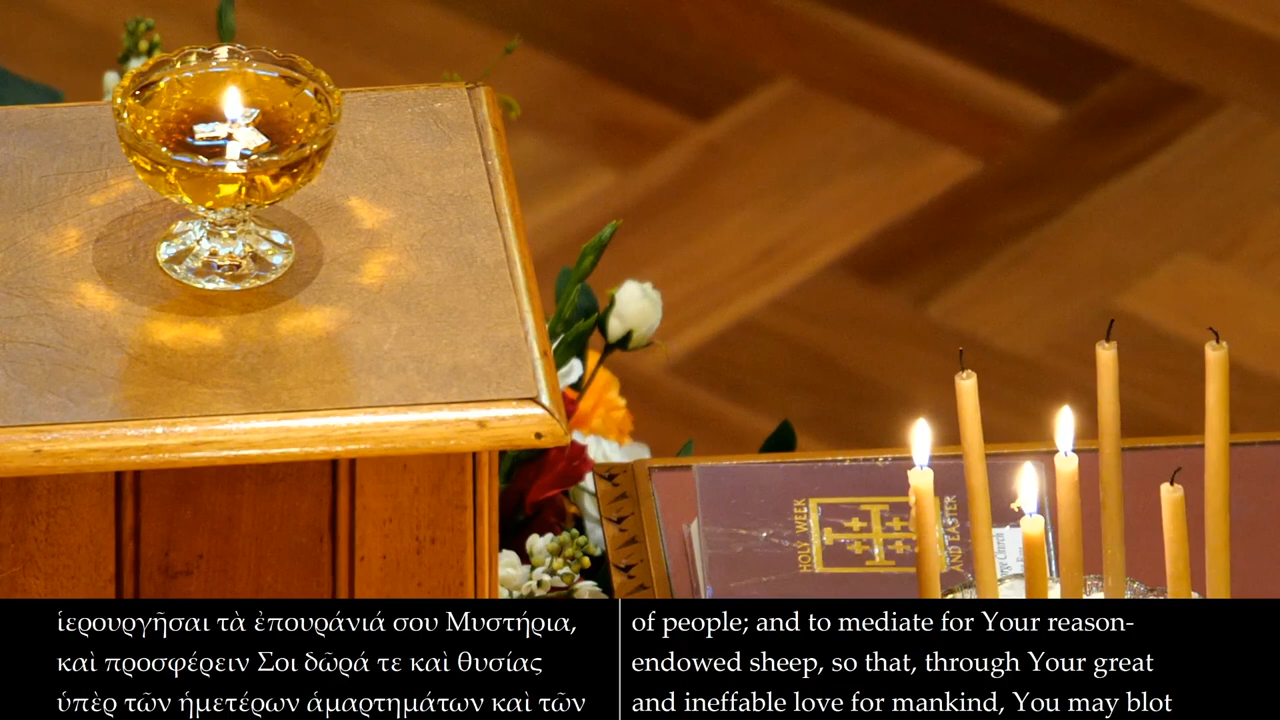 HOLY WEEK
AND EASTER
ἱερουργῆσαι τὰ ἐπουράνιά σου Μυστήρια,
καὶ προσφέρειν Σοι δῶρά τε καὶ θυσίας
ὑπὲρ τῶν ἡμετέρων ἁμαρτημάτων καὶ τῶν
of people; and to mediate for Your reason-
endowed sheep, so that, through Your great
and ineffable love for mankind, You may blot